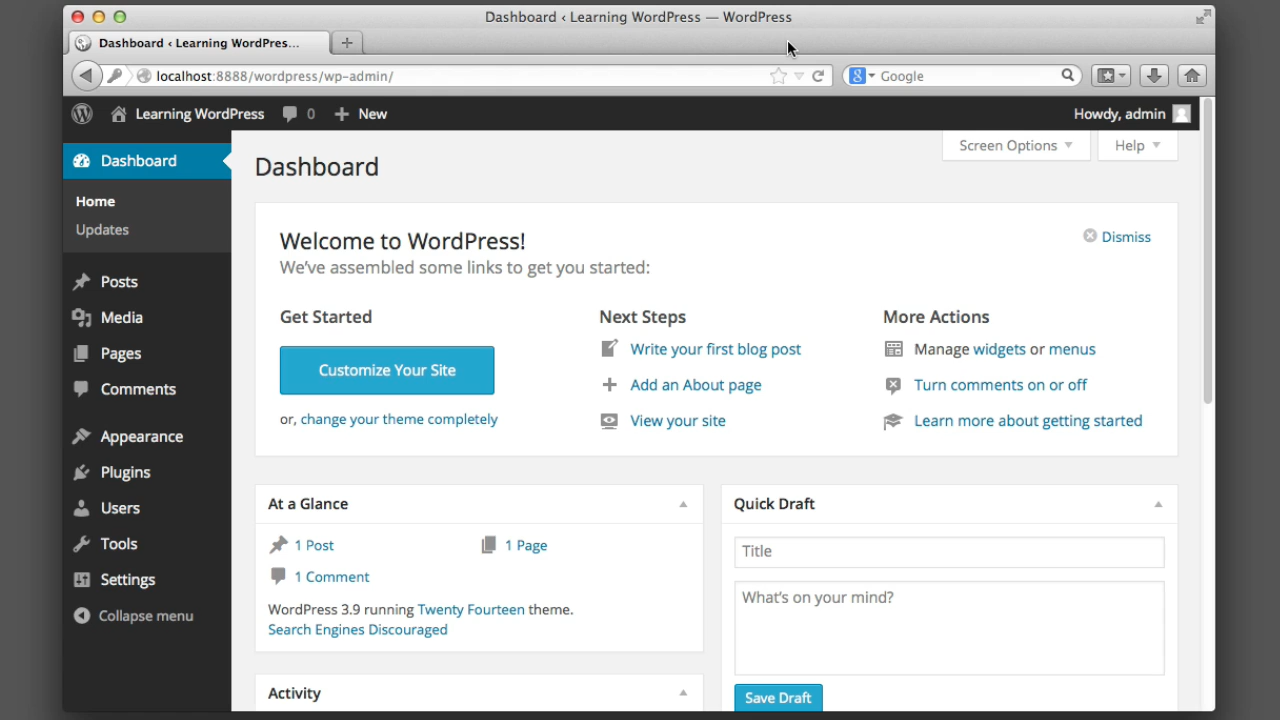 Dashboard ‹ Learning WordPress — WordPress
Dashboard ‹ Learning WordPres...
localhost:8888/wordpress/wp-admin/
Google
Learning WordPress
0
New
Howdy, admin
Dashboard
Home
Updates
Posts
Media
Pages
Comments
Appearance
Plugins
Users
Tools
Settings
Collapse menu
Screen Options
Help
Dashboard
Welcome to WordPress!
Dismiss
We've assembled some links to get you started:
Get Started
Customize Your Site
or, change your theme completely
Next Steps
Write your first blog post
Add an About page
View your site
More Actions
Manage widgets or menus
Turn comments on or off
Learn more about getting started
At a Glance
1 Post
1 Page
1 Comment
WordPress 3.9 running Twenty Fourteen theme.
Search Engines Discouraged
Activity
Quick Draft
Title
What's on your mind?
Save Draft